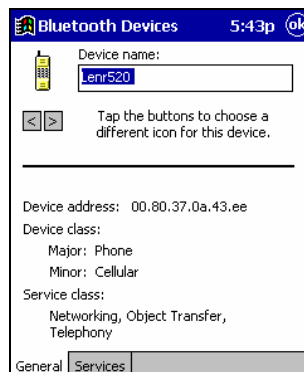 Bluetooth Devices 5:43p ok
Device name:
Lenr520
< >
Tap the buttons to choose a
different icon for this device.
Device address: 00.80.37.0a.43.ee
Device class:
Major: Phone
Minor: Cellular
Service class:
Networking, Object Transfer,
Telephony
General Services